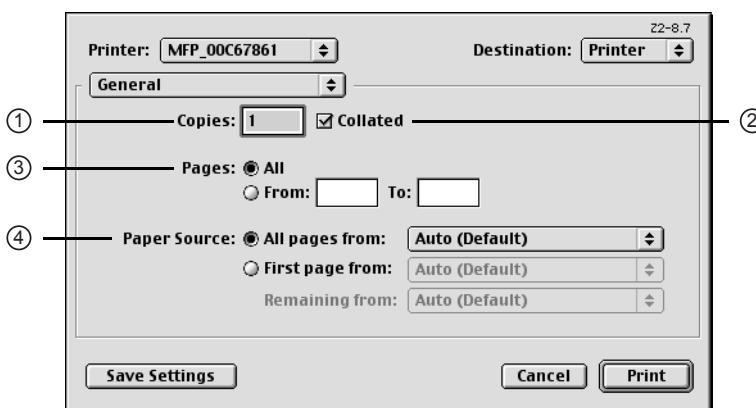 Z2-8.7
Printer: MFP_00C67861 Destination: Printer
General
① Copies: 1 Collated ②
③ Pages: All
From: To:
④ Paper Source: All pages from: Auto (Default)
First page from: Auto (Default)
Remaining from: Auto (Default)
Save Settings Cancel Print